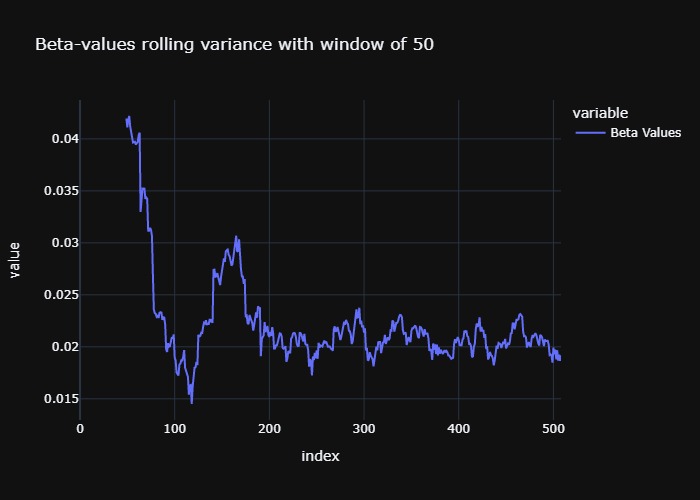 Beta-values rolling variance with window of 50
variable
Beta Values
0.04
0.035
0.03
0.025
0.02
0.015
value
0 100 200 300 400 500
index